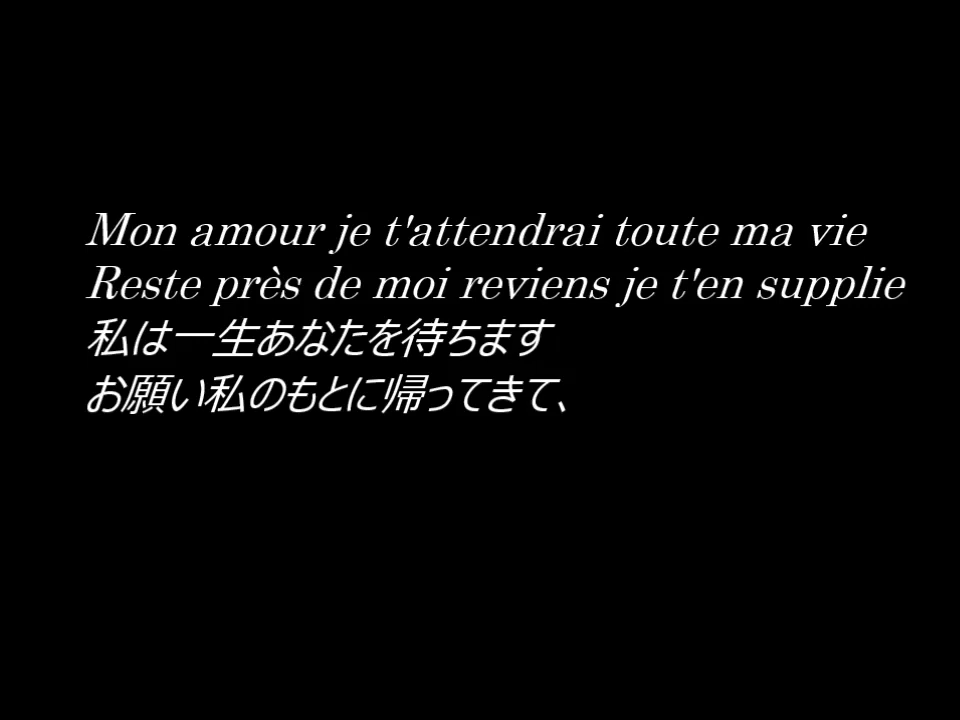 Mon amour je t'attendrai toute ma vie
Reste près de moi reviens je t'en supplie
私は一生あなたを待ちます
お願い私のもとに帰ってきて、